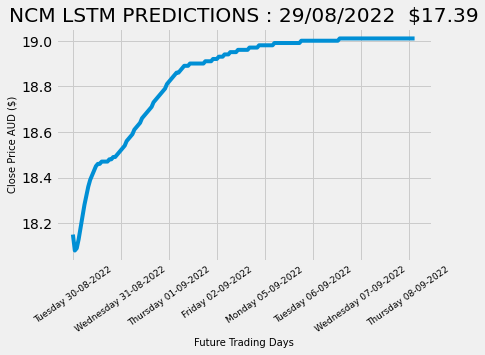 NCM LSTM PREDICTIONS : 29/08/2022 $17.39
Close Price AUD ($)
19.0
18.8
18.6
18.4
18.2
Tuesday 30-08-2022
Wednesday 31-08-2022
Thursday 01-09-2022
Friday 02-09-2022
Monday 05-09-2022
Tuesday 06-09-2022
Wednesday 07-09-2022
Thursday 08-09-2022
Future Trading Days